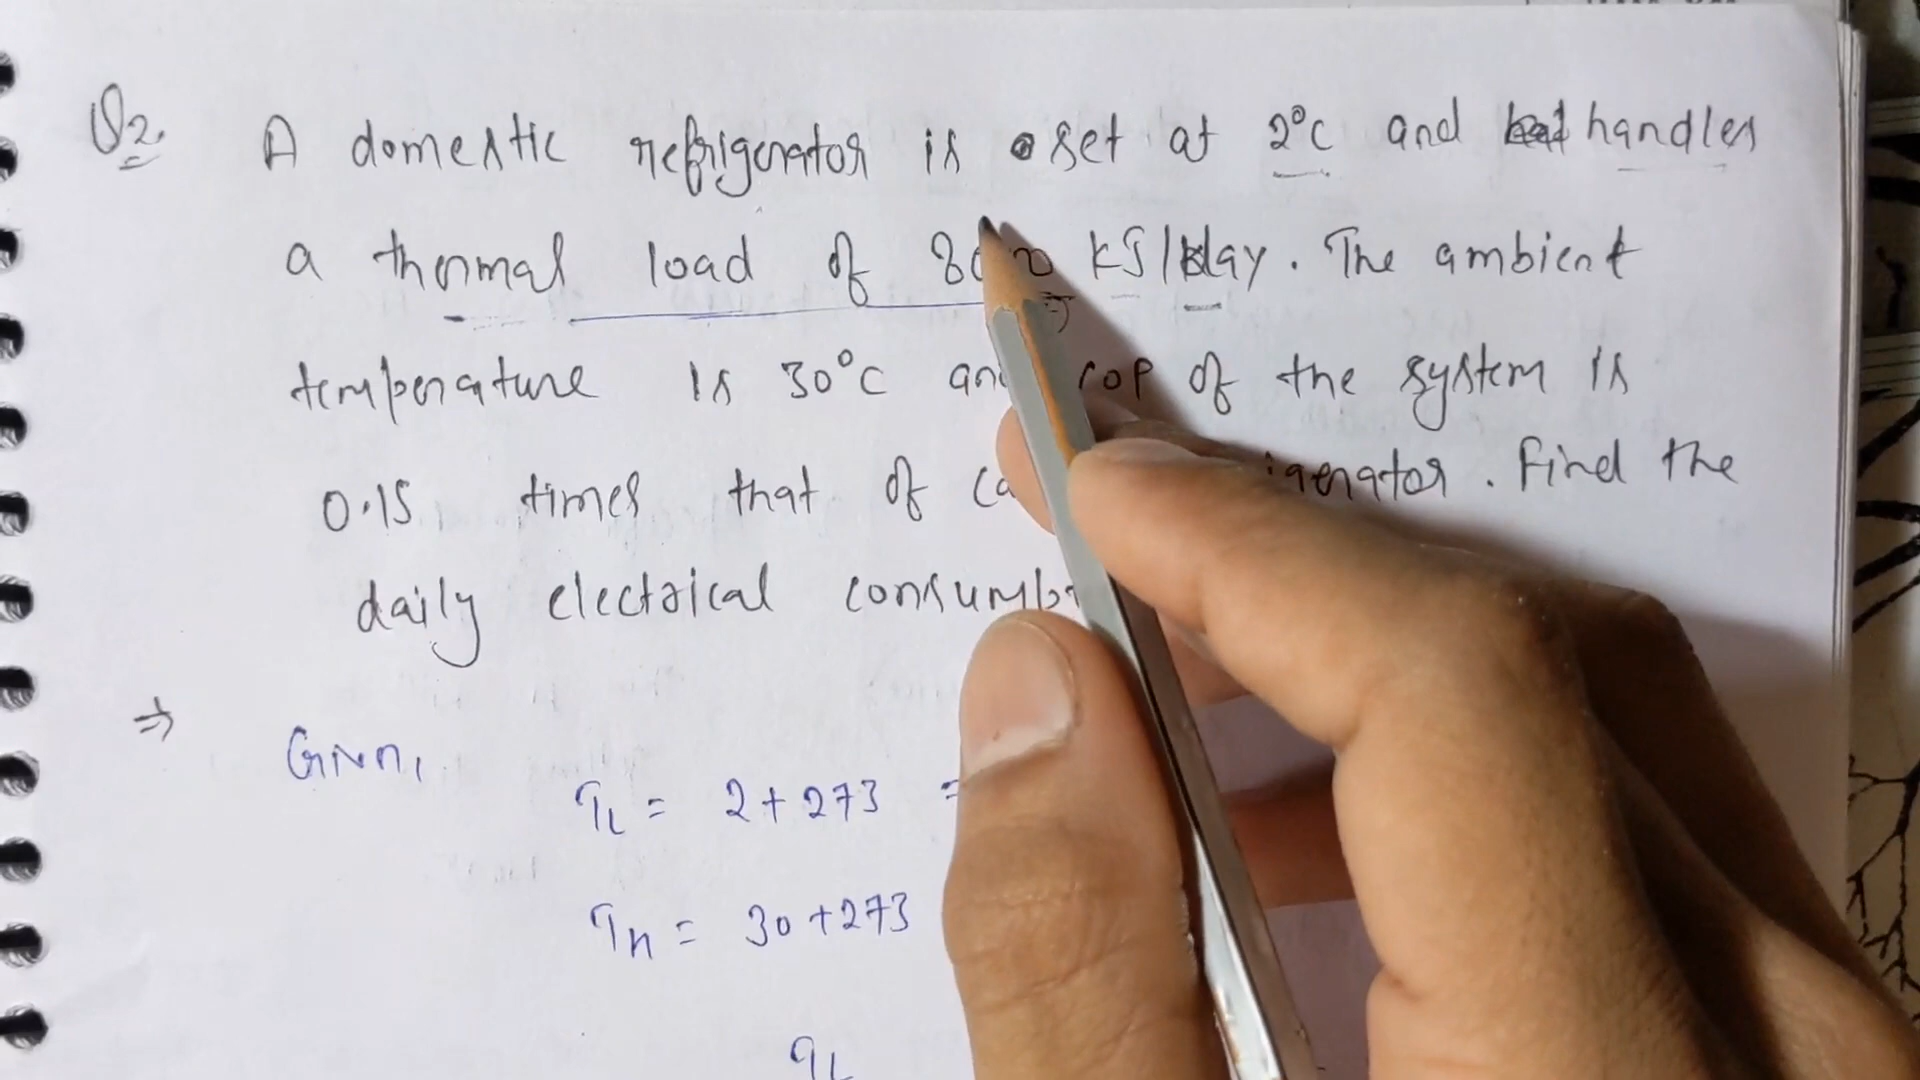 Q2. A domestic refrigerator is set at 2°C and handles
a thermal load of kJ/day. The ambient
temperature is 30°C COP of the system is
0.15 times that of . Find the
daily electrical
⇒ Given,
TL = 2 + 273 =
TH = 30 + 273
TL